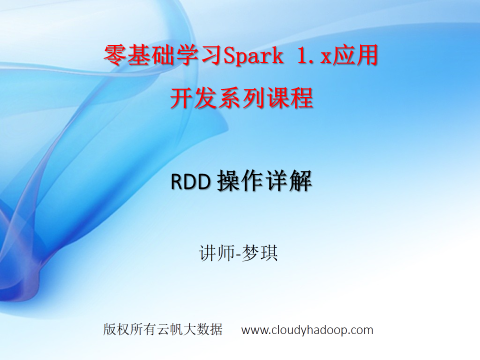 零基础学习Spark 1.x应用
开发系列课程
RDD 操作详解
讲师-梦琪
版权所有云帆大数据 www.cloudyhadoop.com